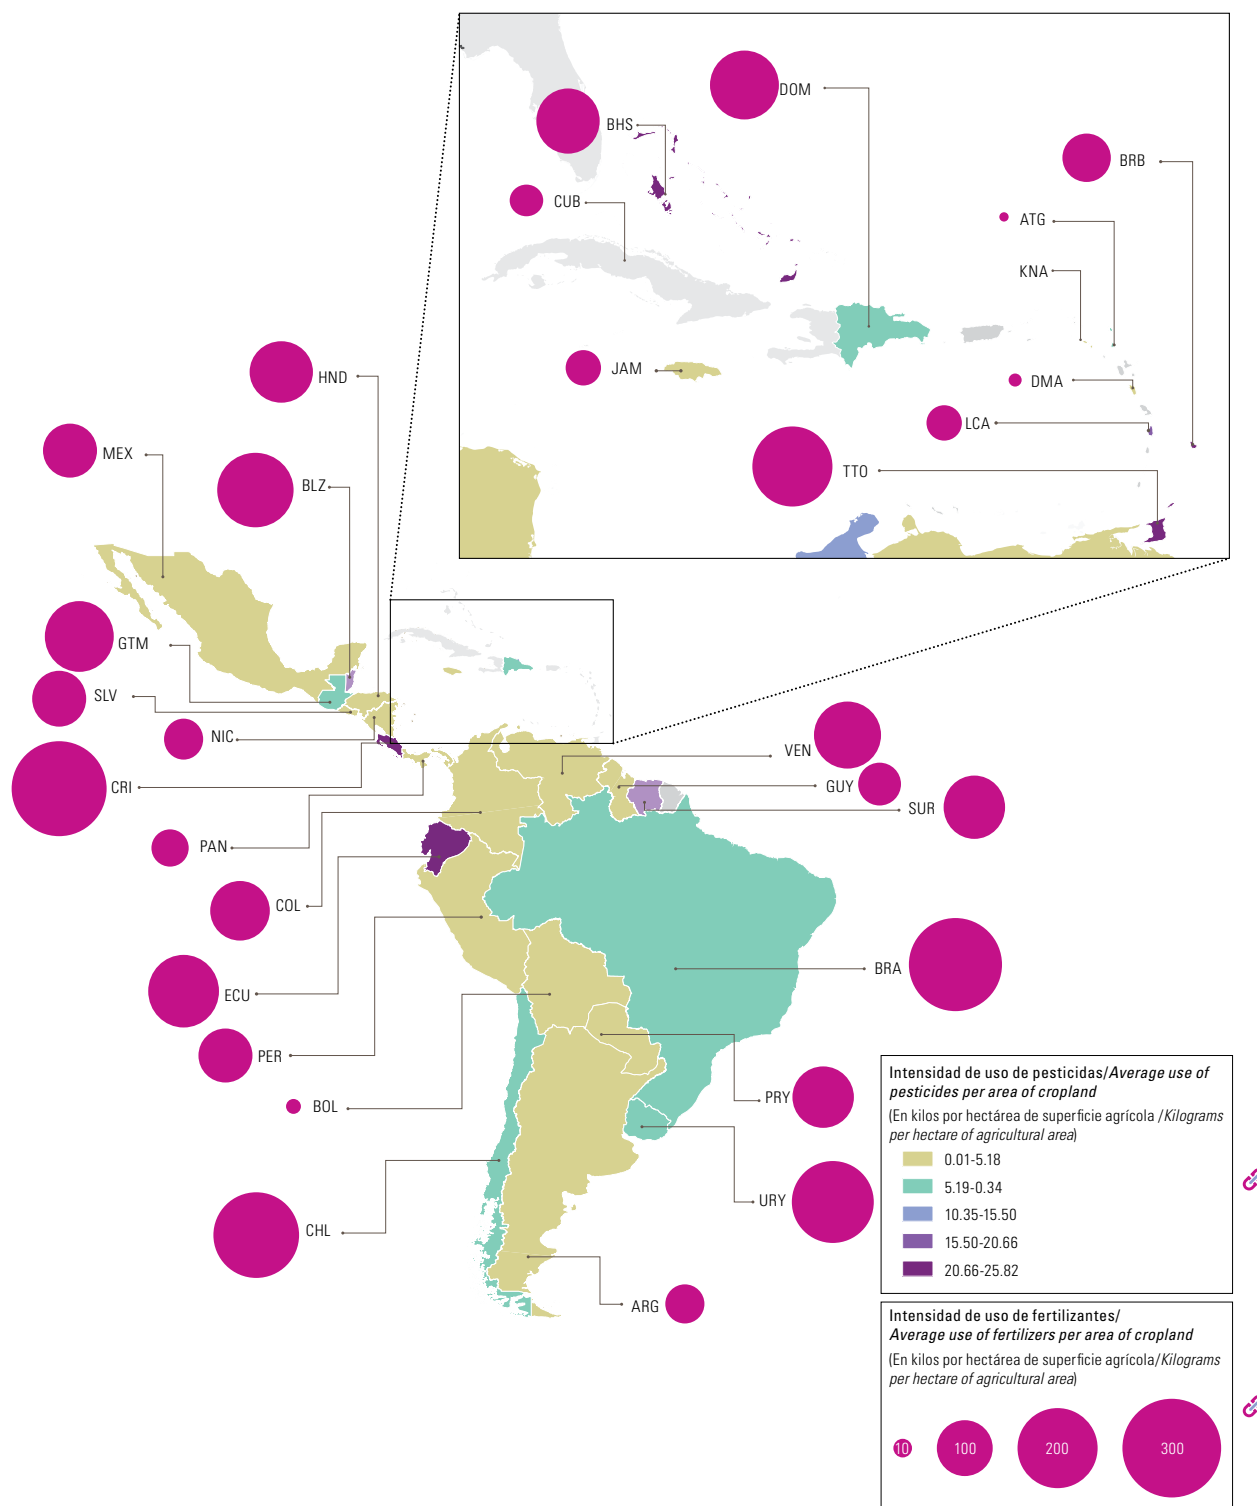 DOM
BHS
BRB
CUB
ATG
KNA
JAM
HND
DMA
LCA
MEX
TTO
BLZ
GTM
SLV
NIC
VEN
CRI
GUY
SUR
PAN
COL
BRA
ECU
PER
PRY
BOL
URY
CHL
ARG
Intensidad de uso de pesticidas/Average use of
pesticides per area of cropland
(En kilos por hectárea de superficie agrícola /Kilograms
per hectare of agricultural area)
0.01-5.18
5.19-0.34
10.35-15.50
15.50-20.66
20.66-25.82
Intensidad de uso de fertilizantes/
Average use of fertilizers per area of cropland
(En kilos por hectárea de superficie agrícola/Kilograms
per hectare of agricultural area)
10 100 200 300